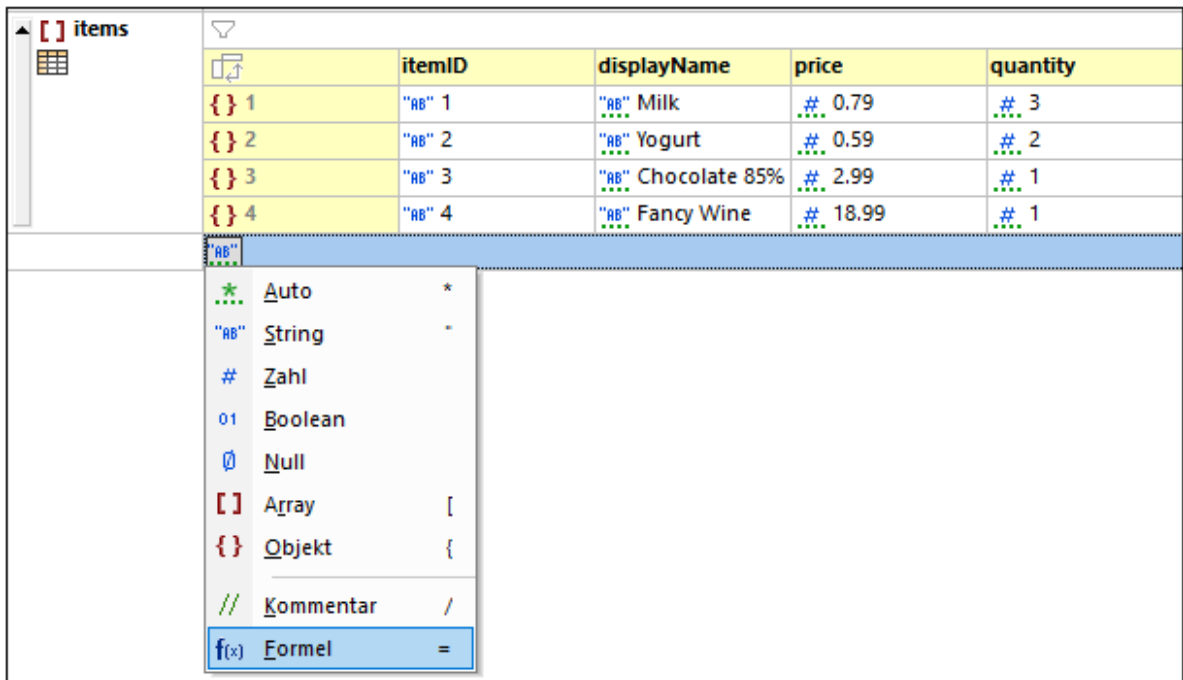 [ ] items
itemID displayName price quantity
{ } 1 "AB" 1 "AB" Milk # 0.79 # 3
{ } 2 "AB" 2 "AB" Yogurt # 0.59 # 2
{ } 3 "AB" 3 "AB" Chocolate 85% # 2.99 # 1
{ } 4 "AB" 4 "AB" Fancy Wine # 18.99 # 1
"AB"
* Auto *
"AB" String "
# Zahl
01 Boolean
Ø Null
[ ] Array [
{ } Objekt {
// Kommentar /
f(x) Formel =